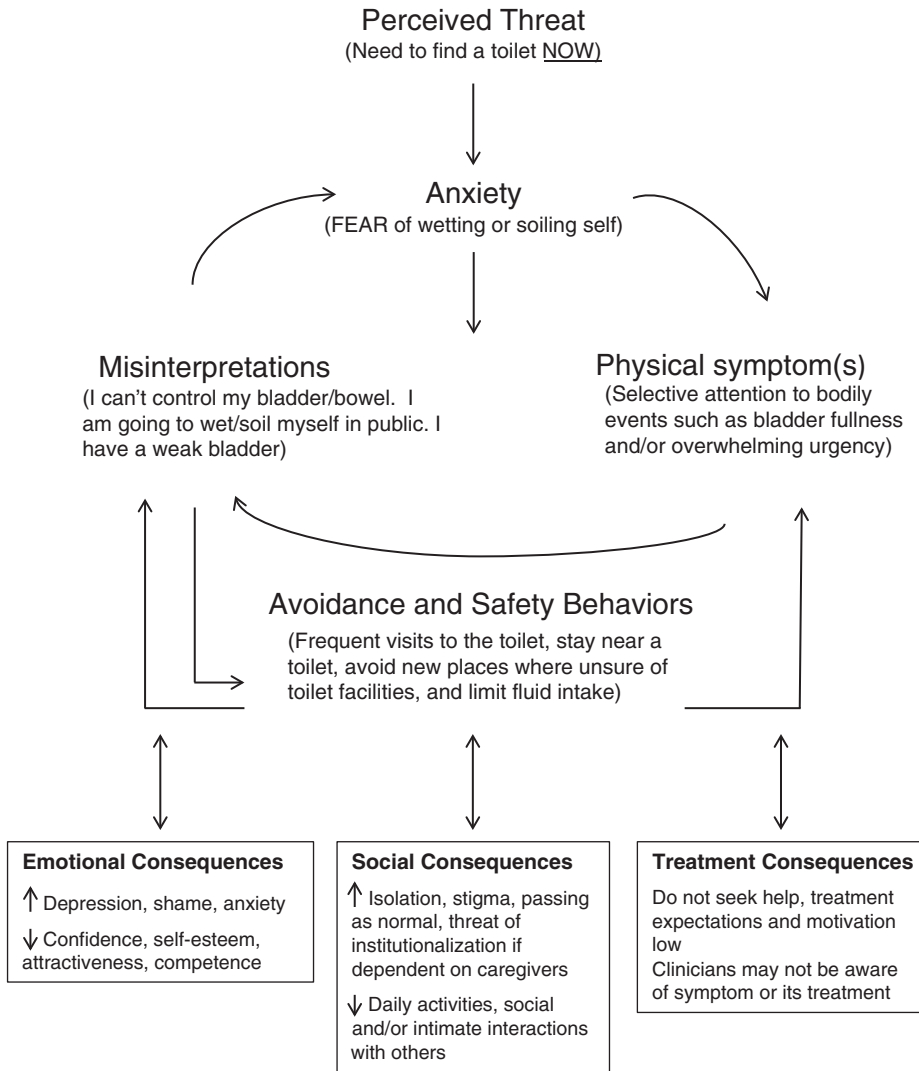 Perceived Threat
(Need to find a toilet NOW)
Anxiety
(FEAR of wetting or soiling self)
Misinterpretations
(I can't control my bladder/bowel. I
am going to wet/soil myself in public. I
have a weak bladder)
Physical symptom(s)
(Selective attention to bodily
events such as bladder fullness
and/or overwhelming urgency)
Avoidance and Safety Behaviors
(Frequent visits to the toilet, stay near a
toilet, avoid new places where unsure of
toilet facilities, and limit fluid intake)
Emotional Consequences
↑ Depression, shame, anxiety
↓ Confidence, self-esteem,
attractiveness, competence
Social Consequences
↑ Isolation, stigma, passing
as normal, threat of
institutionalization if
dependent on caregivers
↓ Daily activities, social
and/or intimate interactions
with others
Treatment Consequences
Do not seek help, treatment
expectations and motivation
low
Clinicians may not be aware
of symptom or its treatment